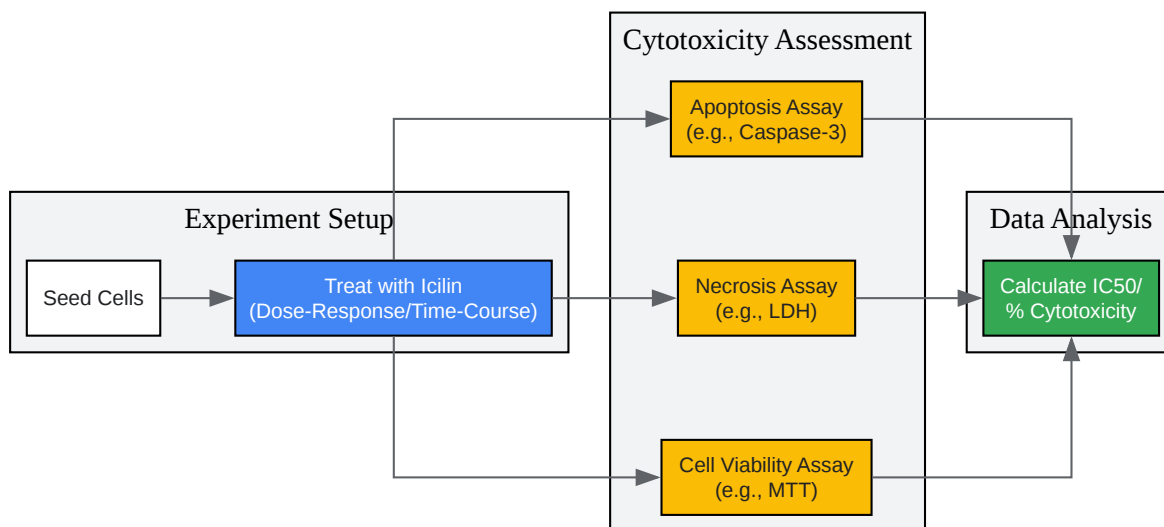 Cytotoxicity Assessment
Apoptosis Assay
(e.g., Caspase-3)
Experiment Setup
Data Analysis
Seed Cells
Treat with Icilin
(Dose-Response/Time-Course)
Necrosis Assay
(e.g., LDH)
Calculate IC50/
% Cytotoxicity
Cell Viability Assay
(e.g., MTT)